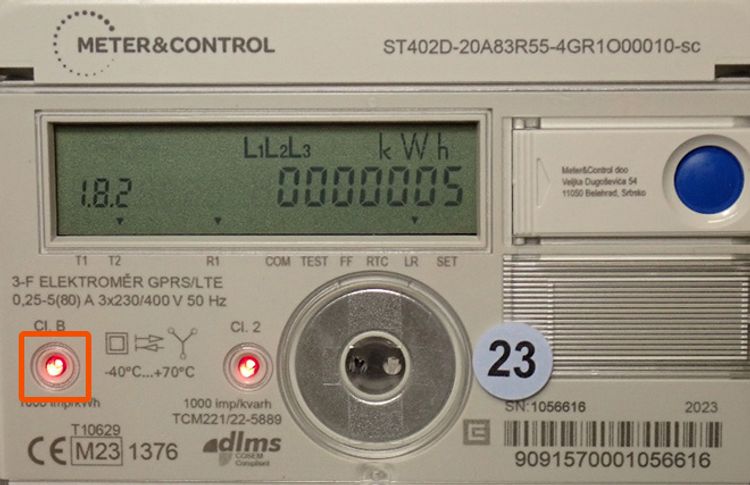 METER&CONTROL
ST402D-20A83R55-4GR1O00010-sc
L1L2L3 kWh
1.8.2 0000005
T1 T2 R1 COM TEST FF RTC LR SET
Meter&Control doo
Veljka Dugoševića 54
11050 Belehrad, Srbsko
3-F ELEKTROMĚR GPRS/LTE
0,25-5(80) A 3x230/400 V 50 Hz
Cl. B
Cl. 2
-40°C...+70°C
1000 imp/kWh
1000 imp/kvarh
TCM221/22-5889
23
T10629
CE M23 1376
dlms
COSEM
Compliant
SN:1056616 2023
9091570001056616